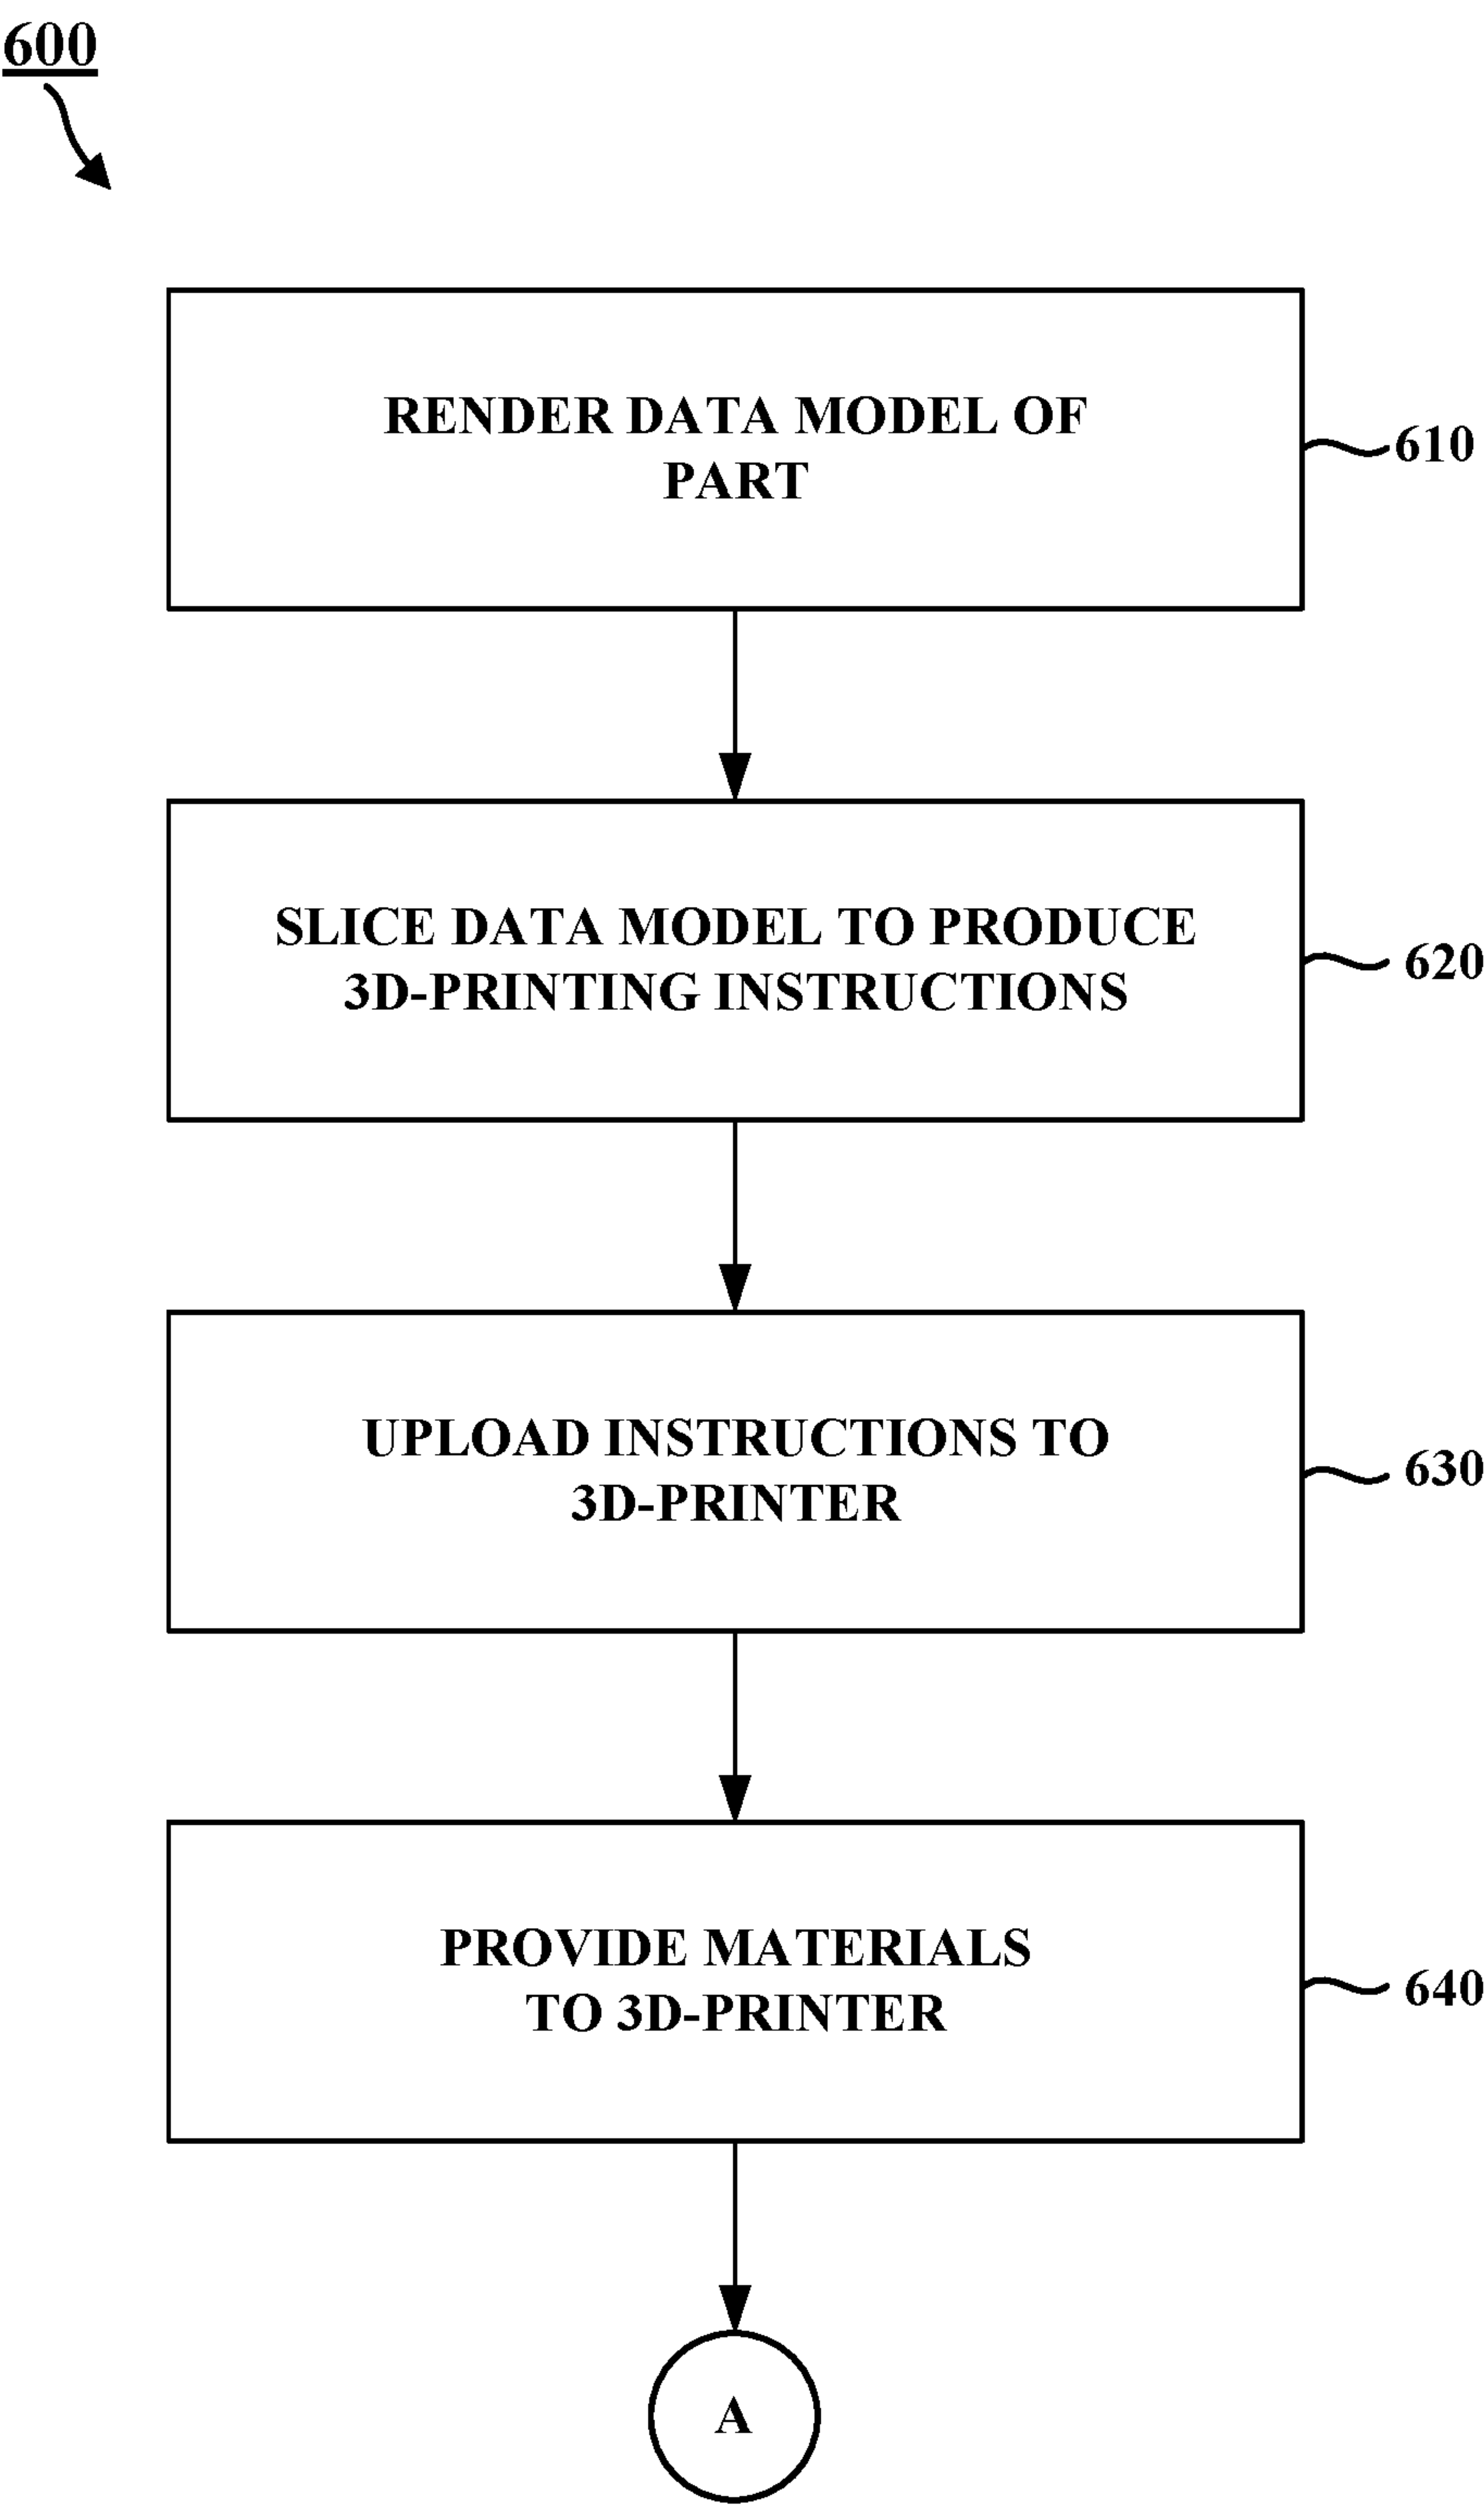 600
RENDER DATA MODEL OF
PART
610
SLICE DATA MODEL TO PRODUCE
3D-PRINTING INSTRUCTIONS
620
UPLOAD INSTRUCTIONS TO
3D-PRINTER
630
PROVIDE MATERIALS
TO 3D-PRINTER
640
A